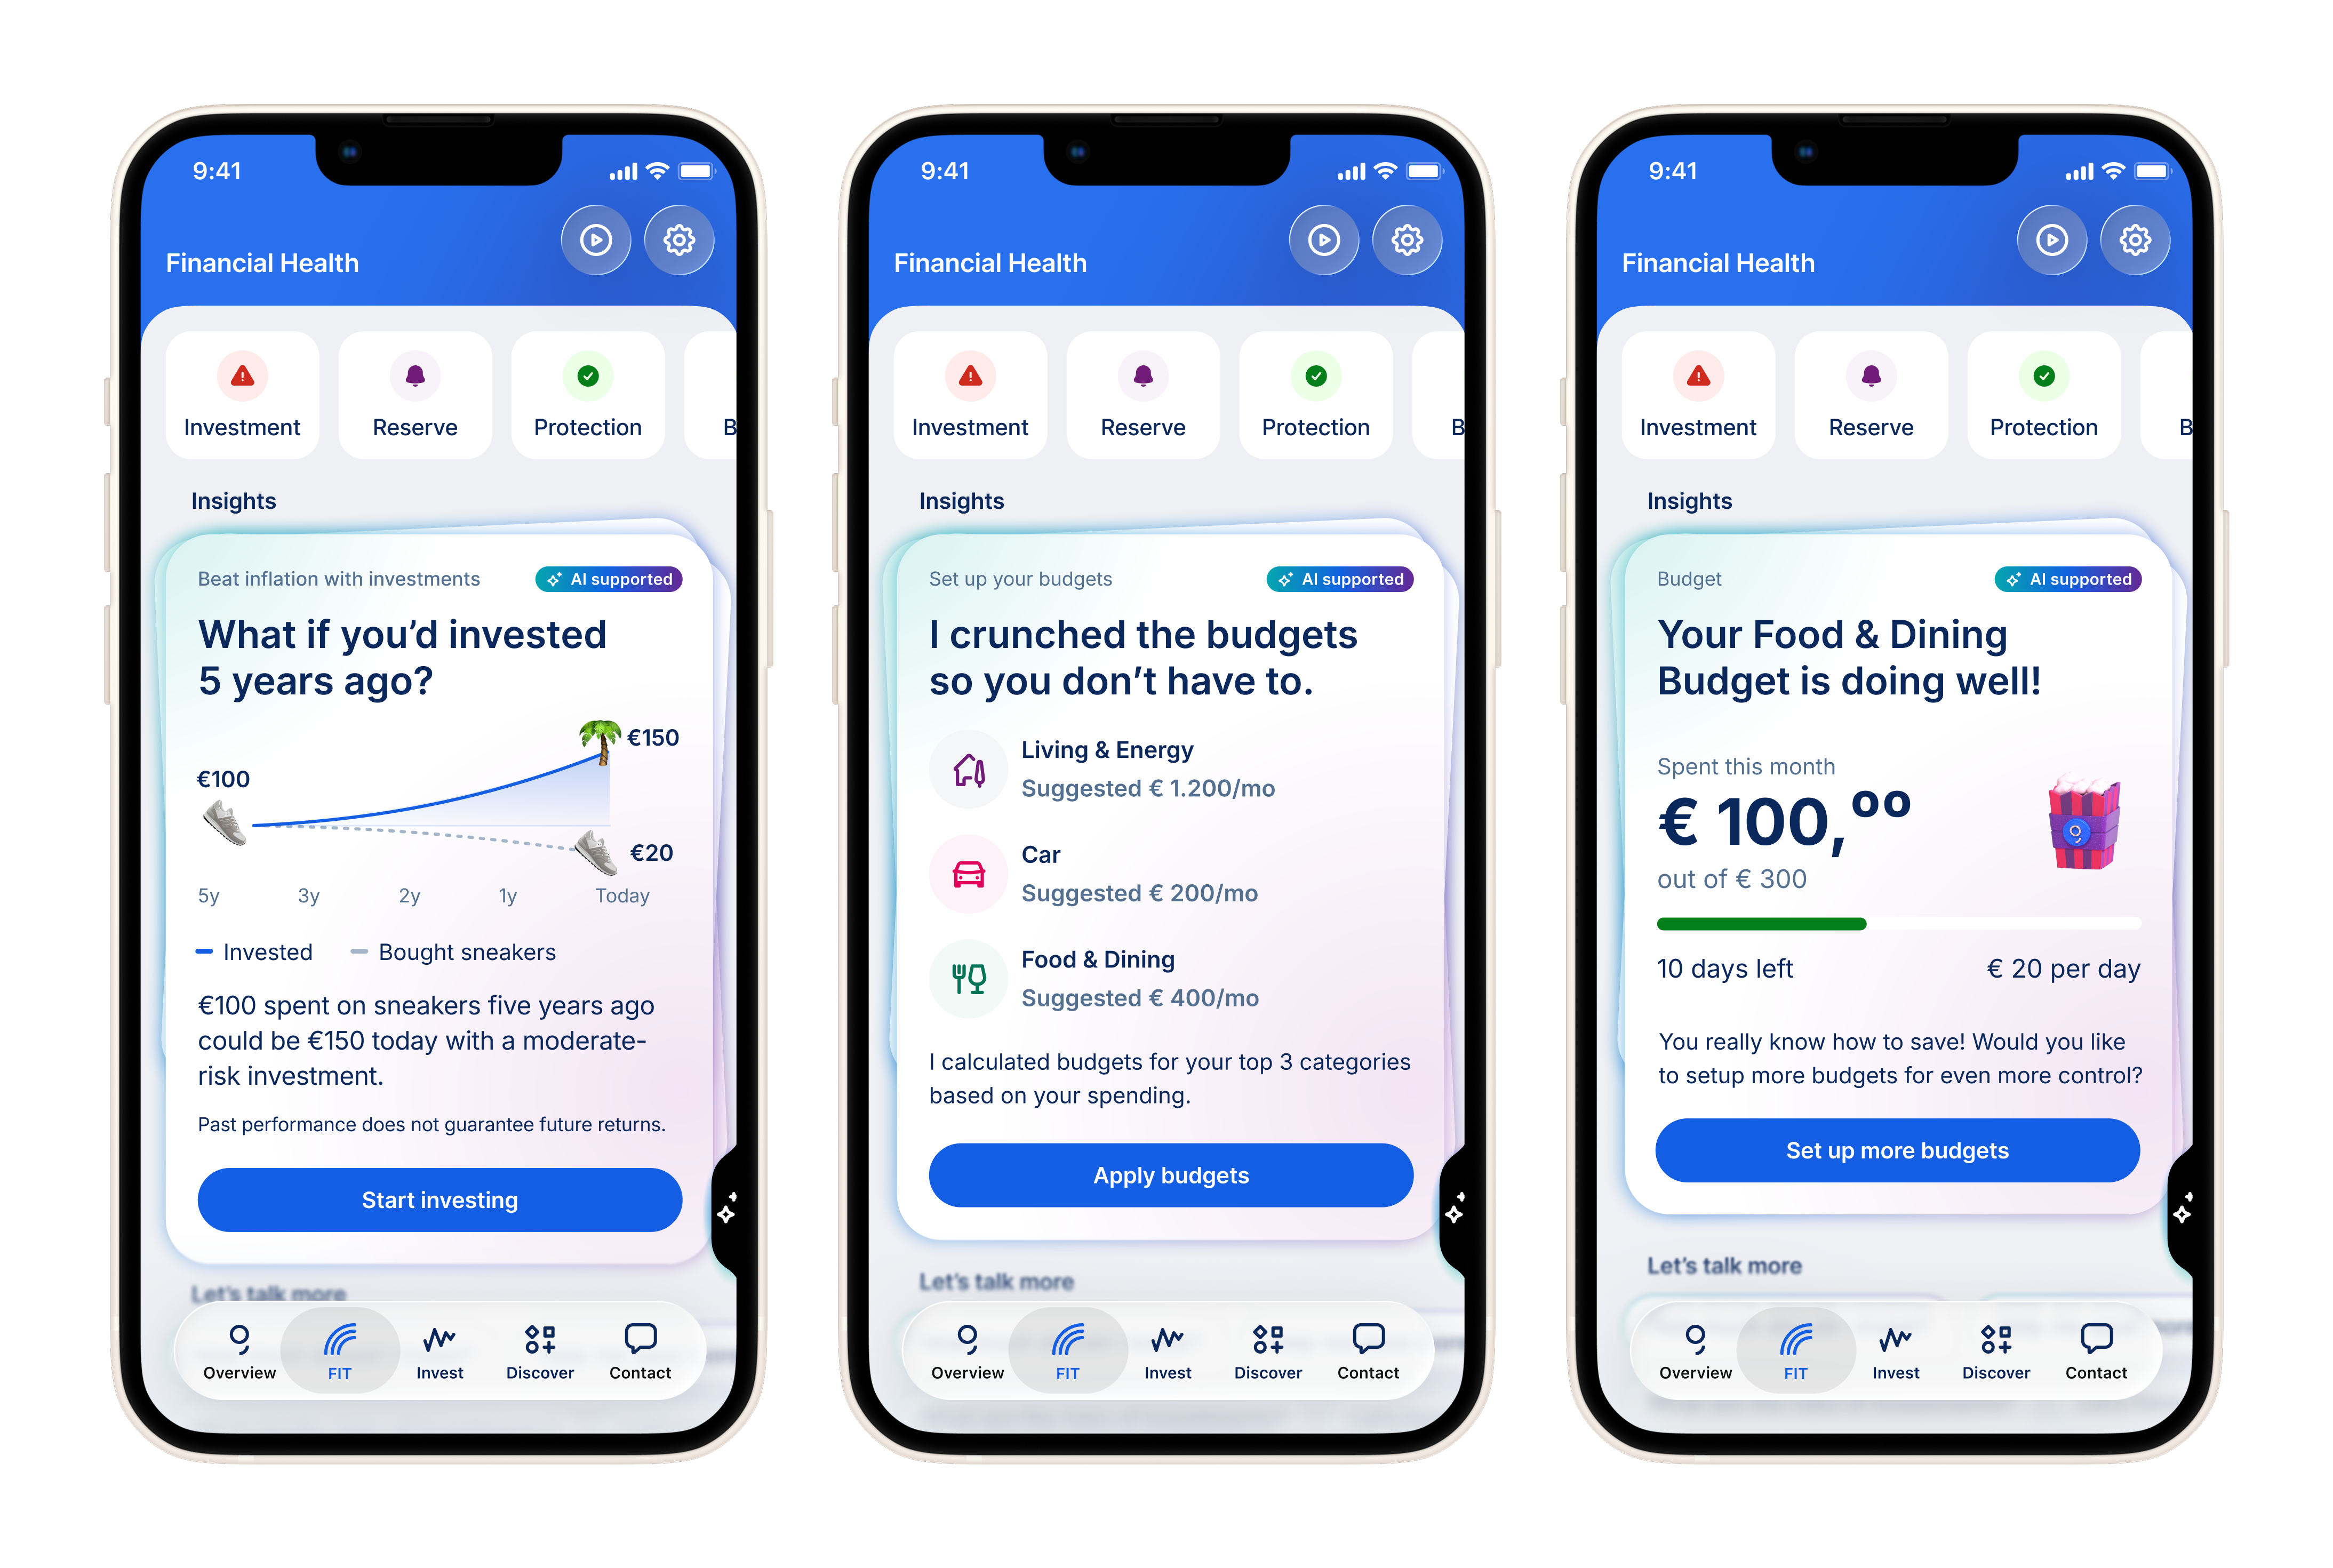 9:41
Financial Health
Investment
Reserve
Protection
B
Insights
Beat inflation with investments
AI supported
What if you’d invested
5 years ago?
€150
€100
€20
5y
3y
2y
1y
Today
Invested
Bought sneakers
€100 spent on sneakers five years ago
could be €150 today with a moderate-
risk investment.
Past performance does not guarantee future returns.
Start investing
Let’s talk more
Overview
FIT
Invest
Discover
Contact
9:41
Financial Health
Investment
Reserve
Protection
B
Insights
Set up your budgets
AI supported
I crunched the budgets
so you don’t have to.
Living & Energy
Suggested € 1.200/mo
Car
Suggested € 200/mo
Food & Dining
Suggested € 400/mo
I calculated budgets for your top 3 categories
based on your spending.
Apply budgets
Let’s talk more
Overview
FIT
Invest
Discover
Contact
9:41
Financial Health
Investment
Reserve
Protection
B
Insights
Budget
AI supported
Your Food & Dining
Budget is doing well!
Spent this month
€ 100,⁰⁰
out of € 300
10 days left
€ 20 per day
You really know how to save! Would you like
to setup more budgets for even more control?
Set up more budgets
Let’s talk more
Overview
FIT
Invest
Discover
Contact